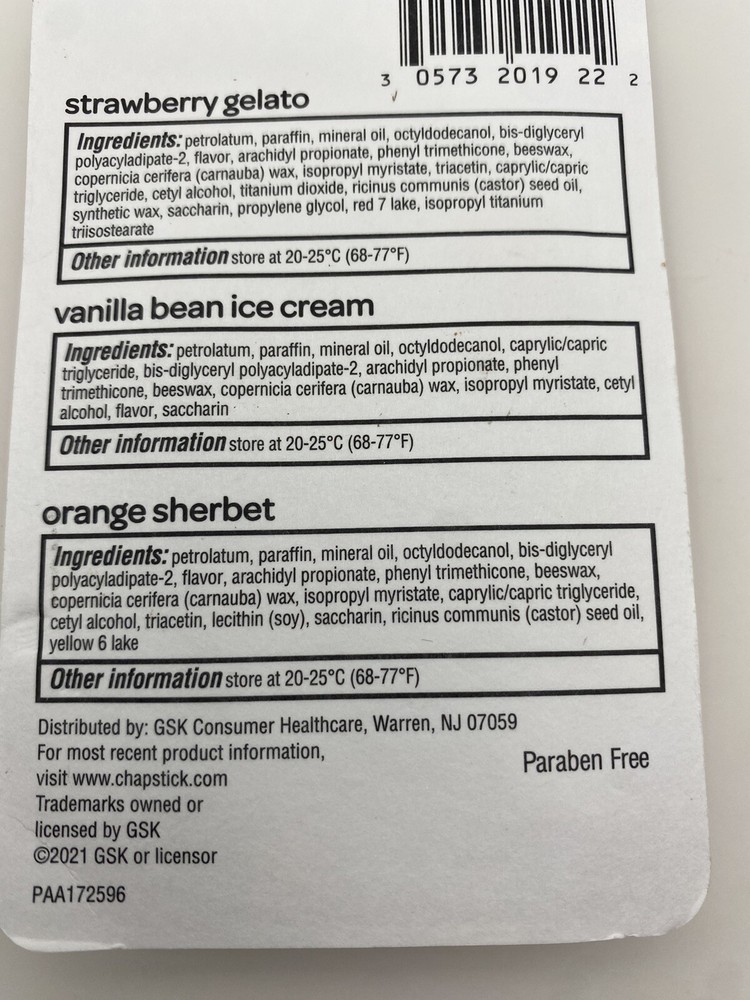 3 0573 2019 22 2
strawberry gelato
Ingredients: petrolatum, paraffin, mineral oil, octyldodecanol, bis-diglyceryl
polyacyladipate-2, flavor, arachidyl propionate, phenyl trimethicone, beeswax,
copernicia cerifera (carnauba) wax, isopropyl myristate, triacetin, caprylic/capric
triglyceride, cetyl alcohol, titanium dioxide, ricinus communis (castor) seed oil,
synthetic wax, saccharin, propylene glycol, red 7 lake, isopropyl titanium
triisostearate
Other information store at 20-25°C (68-77°F)
vanilla bean ice cream
Ingredients: petrolatum, paraffin, mineral oil, octyldodecanol, caprylic/capric
triglyceride, bis-diglyceryl polyacyladipate-2, arachidyl propionate, phenyl
trimethicone, beeswax, copernicia cerifera (carnauba) wax, isopropyl myristate, cetyl
alcohol, flavor, saccharin
Other information store at 20-25°C (68-77°F)
orange sherbet
Ingredients: petrolatum, paraffin, mineral oil, octyldodecanol, bis-diglyceryl
polyacyladipate-2, flavor, arachidyl propionate, phenyl trimethicone, beeswax,
copernicia cerifera (carnauba) wax, isopropyl myristate, caprylic/capric triglyceride,
cetyl alcohol, triacetin, lecithin (soy), saccharin, ricinus communis (castor) seed oil,
yellow 6 lake
Other information store at 20-25°C (68-77°F)
Distributed by: GSK Consumer Healthcare, Warren, NJ 07059
For most recent product information,
visit www.chapstick.com
Paraben Free
Trademarks owned or
licensed by GSK
©2021 GSK or licensor
PAA172596